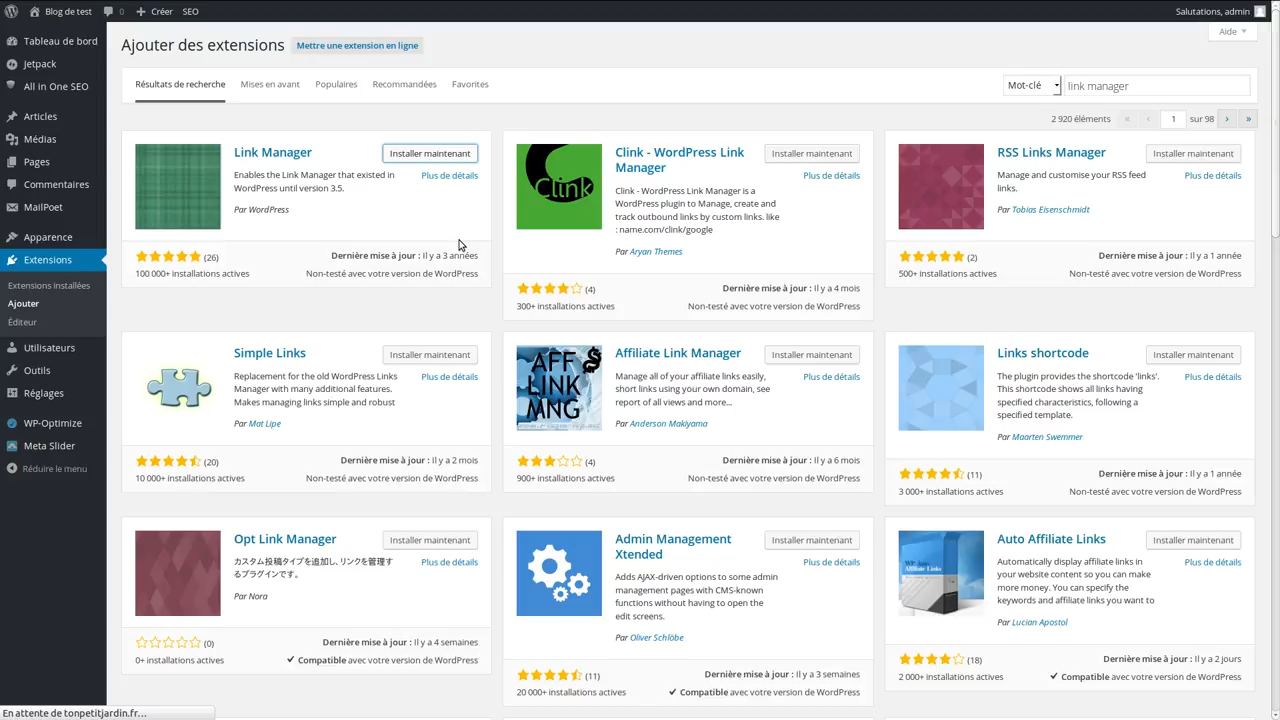 Blog de test
0
Créer
SEO
Salutations, admin
Tableau de bord
Jetpack
All in One SEO
Articles
Médias
Pages
Commentaires
MailPoet
Apparence
Extensions
Extensions installées
Ajouter
Éditeur
Utilisateurs
Outils
Réglages
WP-Optimize
Meta Slider
Réduire le menu
Aide
Ajouter des extensions
Mettre une extension en ligne
Résultats de recherche
Mises en avant
Populaires
Recommandées
Favorites
Mot-clé
link manager
2 920 éléments
«
‹
1
sur 98
›
»
Link Manager
Installer maintenant
Plus de détails
Enables the Link Manager that existed in
WordPress until version 3.5.
Par WordPress
(26)
100 000+ installations actives
Dernière mise à jour : Il y a 3 années
Non-testé avec votre version de WordPress
Clink
Clink - WordPress Link
Manager
Installer maintenant
Plus de détails
Clink - WordPress Link Manager is a
WordPress plugin to Manage, create and
track outbound links by custom links. like
: name.com/clink/google
Par Aryan Themes
(4)
300+ installations actives
Dernière mise à jour : Il y a 4 mois
Non-testé avec votre version de WordPress
RSS Links Manager
Installer maintenant
Plus de détails
Manage and customise your RSS feed
links.
Par Tobias Eisenschmidt
(2)
500+ installations actives
Dernière mise à jour : Il y a 1 année
Non-testé avec votre version de WordPress
Simple Links
Installer maintenant
Plus de détails
Replacement for the old WordPress Links
Manager with many additional features.
Makes managing links simple and robust
Par Mat Lipe
(20)
10 000+ installations actives
Dernière mise à jour : Il y a 2 mois
Non-testé avec votre version de WordPress
AFF
LINK
MNG
Affiliate Link Manager
Installer maintenant
Plus de détails
Manage all of your affiliate links easily,
short links using your own domain, see
report of all views and more...
Par Anderson Makiyama
(4)
900+ installations actives
Dernière mise à jour : Il y a 6 mois
Non-testé avec votre version de WordPress
Links shortcode
Installer maintenant
Plus de détails
The plugin provides the shortcode 'links'.
This shortcode shows all links having
specified characteristics, following a
specified template.
Par Maarten Swemmer
(11)
3 000+ installations actives
Dernière mise à jour : Il y a 1 année
Non-testé avec votre version de WordPress
Opt Link Manager
Installer maintenant
Plus de détails
カスタム投稿タイプを追加し、リンクを管理す
るプラグインです。
Par Nora
(0)
0+ installations actives
Dernière mise à jour : Il y a 4 semaines
Compatible avec votre version de WordPress
Admin Management
Xtended
Installer maintenant
Plus de détails
Adds AJAX-driven options to some admin
management pages with CMS-known
functions without having to open the
edit screens.
Par Oliver Schlöbe
(11)
20 000+ installations actives
Dernière mise à jour : Il y a 3 semaines
Compatible avec votre version de WordPress
Auto Affiliate Links
Installer maintenant
Plus de détails
Automatically display affiliate links in
your website content so you can make
more money. You can specify the
keywords and affiliate links you want to
Par Lucian Apostol
(18)
2 000+ installations actives
Dernière mise à jour : Il y a 2 jours
Compatible avec votre version de WordPress
En attente de tonpetitjardin.fr...